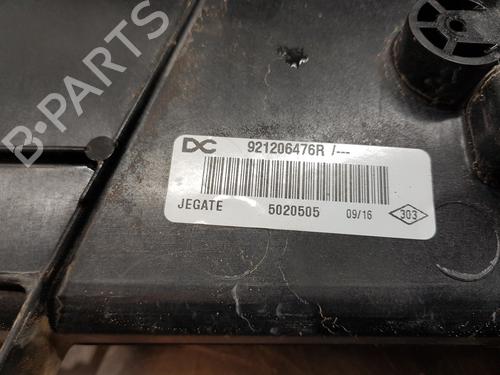 DC 921206476R /---
JEGATE 5020505 09/16 303
B-PARTS